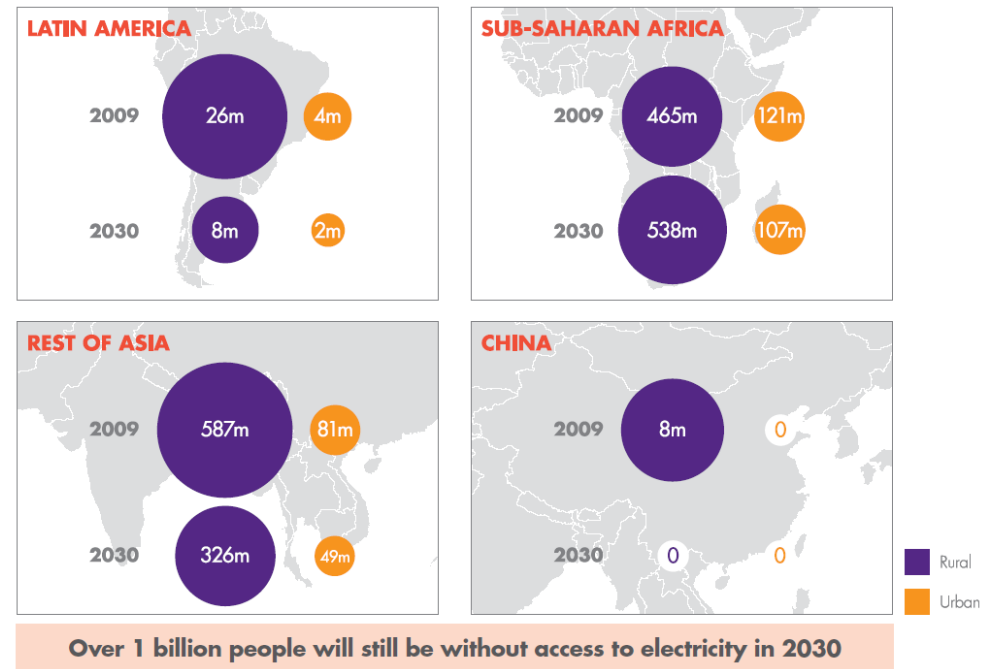 LATIN AMERICA
2009 26m 4m
2030 8m 2m
SUB-SAHARAN AFRICA
2009 465m 121m
2030 538m 107m
REST OF ASIA
2009 587m 81m
2030 326m 49m
CHINA
2009 8m 0
2030 0 0
Rural
Urban
Over 1 billion people will still be without access to electricity in 2030